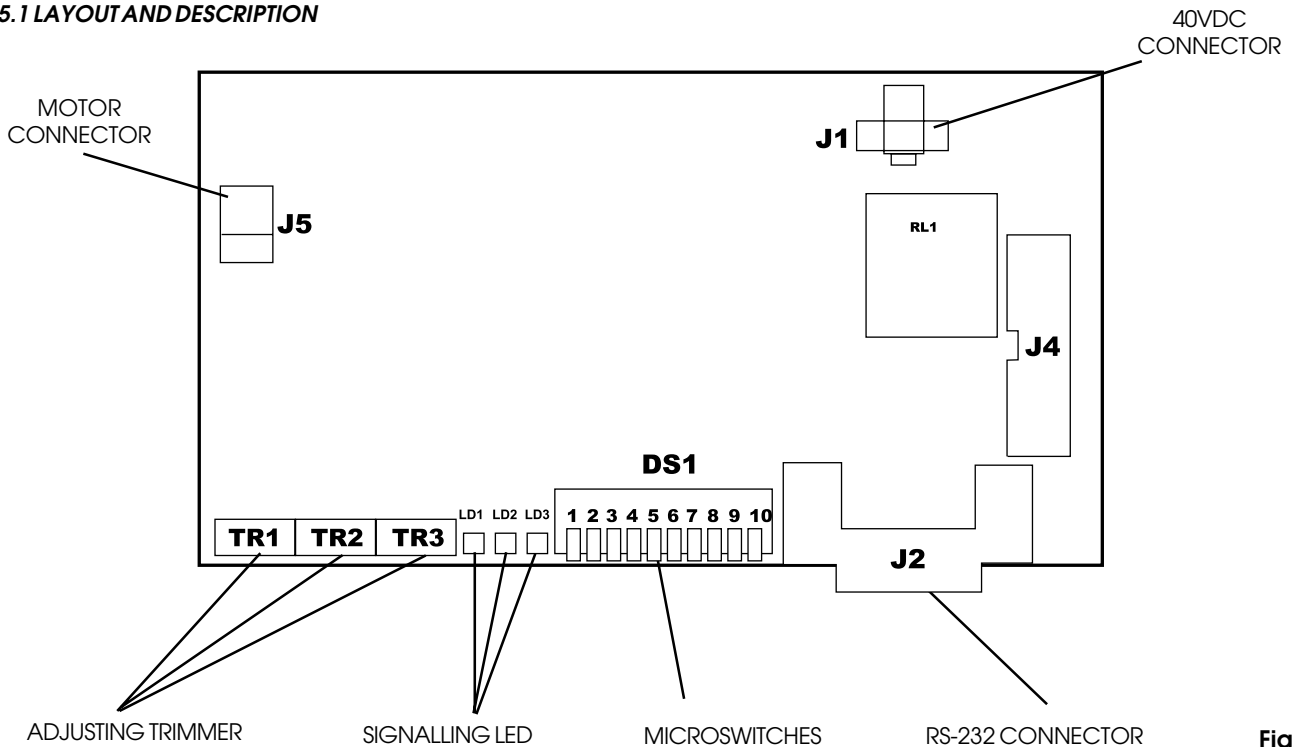 5.1 LAYOUT AND DESCRIPTION
40VDC
CONNECTOR
MOTOR
CONNECTOR
J1
J5
RL1
J4
DS1
LD1 LD2 LD3
1 2 3 4 5 6 7 8 9 10
TR1 TR2 TR3
J2
ADJUSTING TRIMMER
SIGNALLING LED
MICROSWITCHES
RS-232 CONNECTOR
Fig